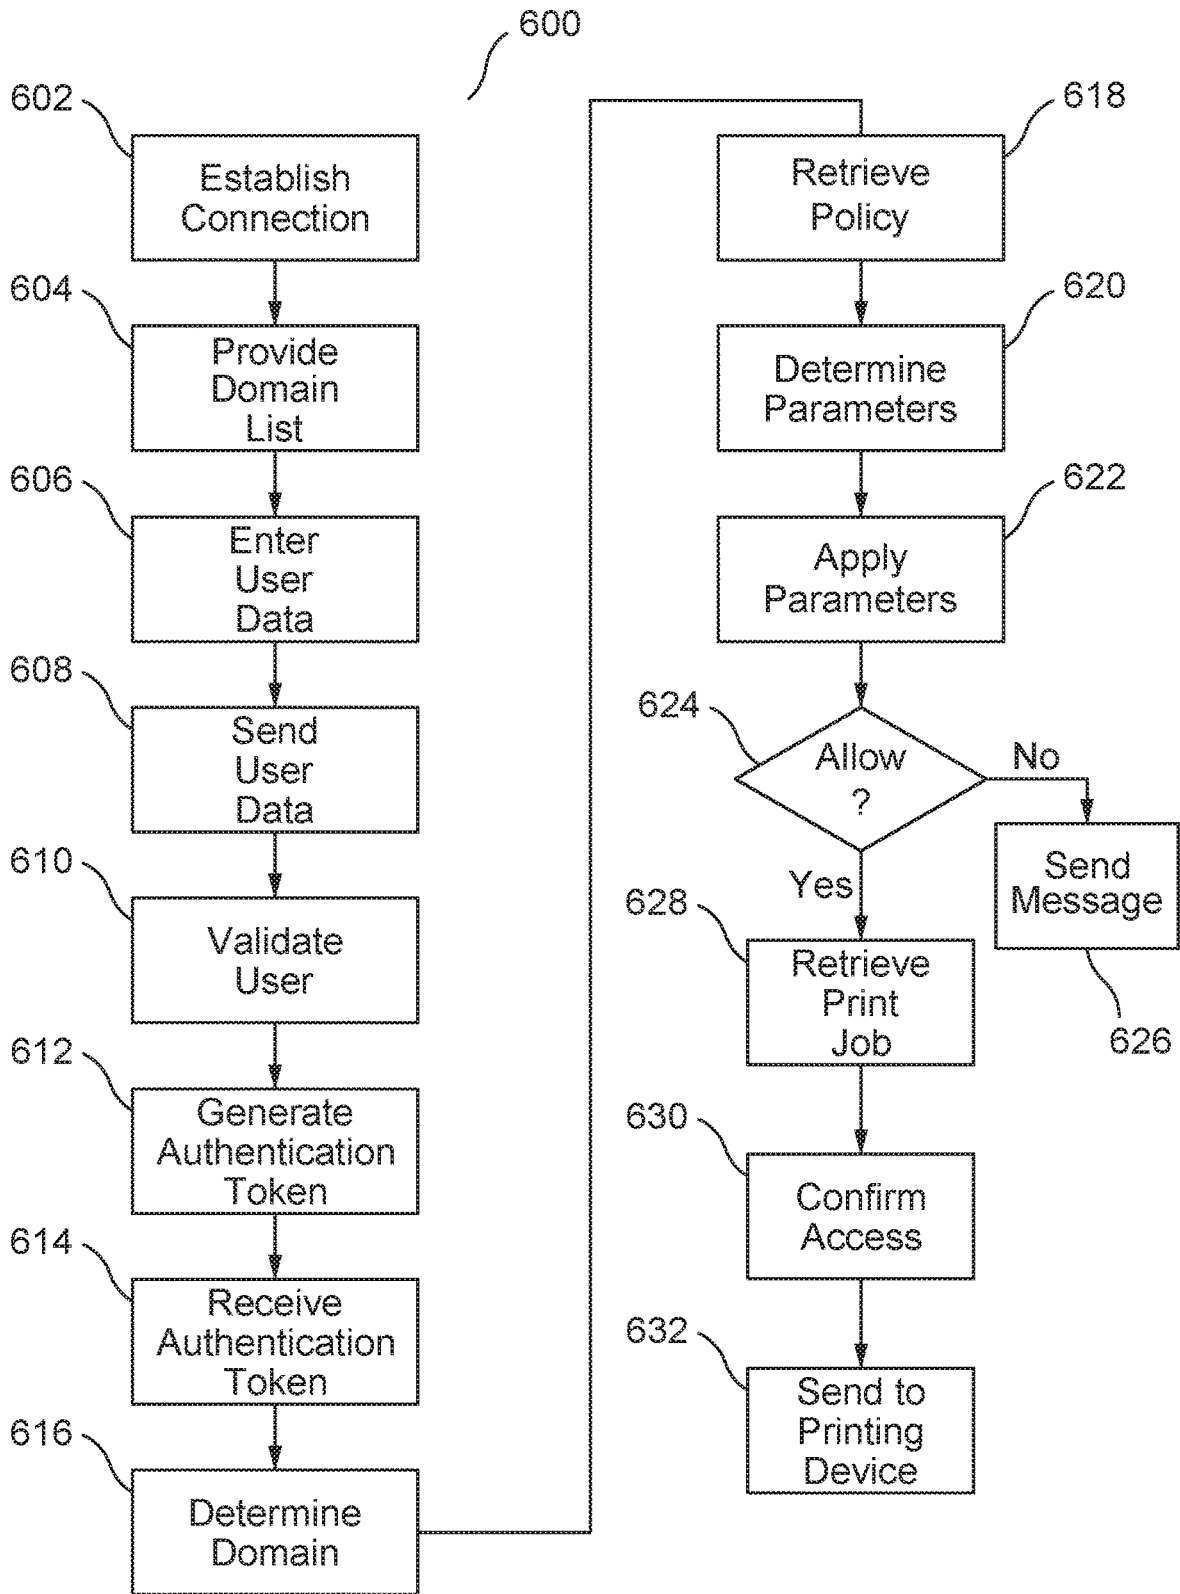 600
602
Establish
Connection
604
Provide
Domain
List
606
Enter
User
Data
608
Send
User
Data
610
Validate
User
612
Generate
Authentication
Token
614
Receive
Authentication
Token
616
Determine
Domain
618
Retrieve
Policy
620
Determine
Parameters
622
Apply
Parameters
624
Allow
?
No
Send
Message
626
Yes
628
Retrieve
Print
Job
630
Confirm
Access
632
Send to
Printing
Device